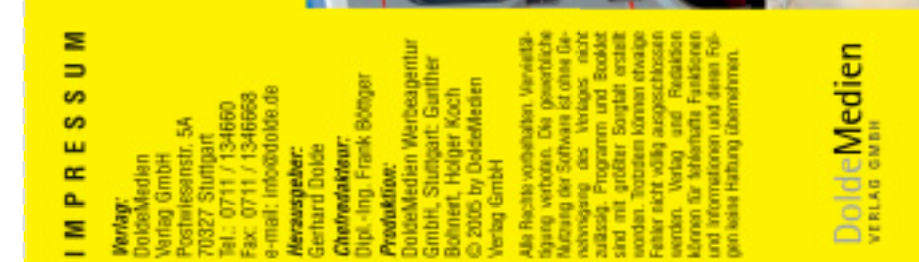 IMPRESSUM
Verlag:
DoldeMedien
Verlag GmbH
Postwiesenstr. 5A
70327 Stuttgart
Tel.: 0711 / 134660
Fax: 0711 / 1346668
e-mail: info@dolde.de
Herausgeber:
Gerhard Dolde
Chefredakteur:
Dipl.-Ing. Frank Böttger
Produktion:
DoldeMedien Werbeagentur
GmbH, Stuttgart: Gunther
Bohnert, Holger Koch
© 2005 by DoldeMedien
Verlag GmbH
Alle Rechte vorbehalten. Vervielfäl-
tigung verboten. Die gewerbliche
Nutzung der Software ist ohne Ge-
nehmigung des Verlages nicht
zulässig. Programm und Booklet
sind mit größter Sorgfalt erstellt
worden. Trotzdem können etwaige
Fehler nicht völlig ausgeschlossen
werden. Verlag und Redaktion
können für fehlerhafte Funktionen
und Informationen und deren Fol-
gen keine Haftung übernehmen.
DoldeMedien
VERLAG GMBH